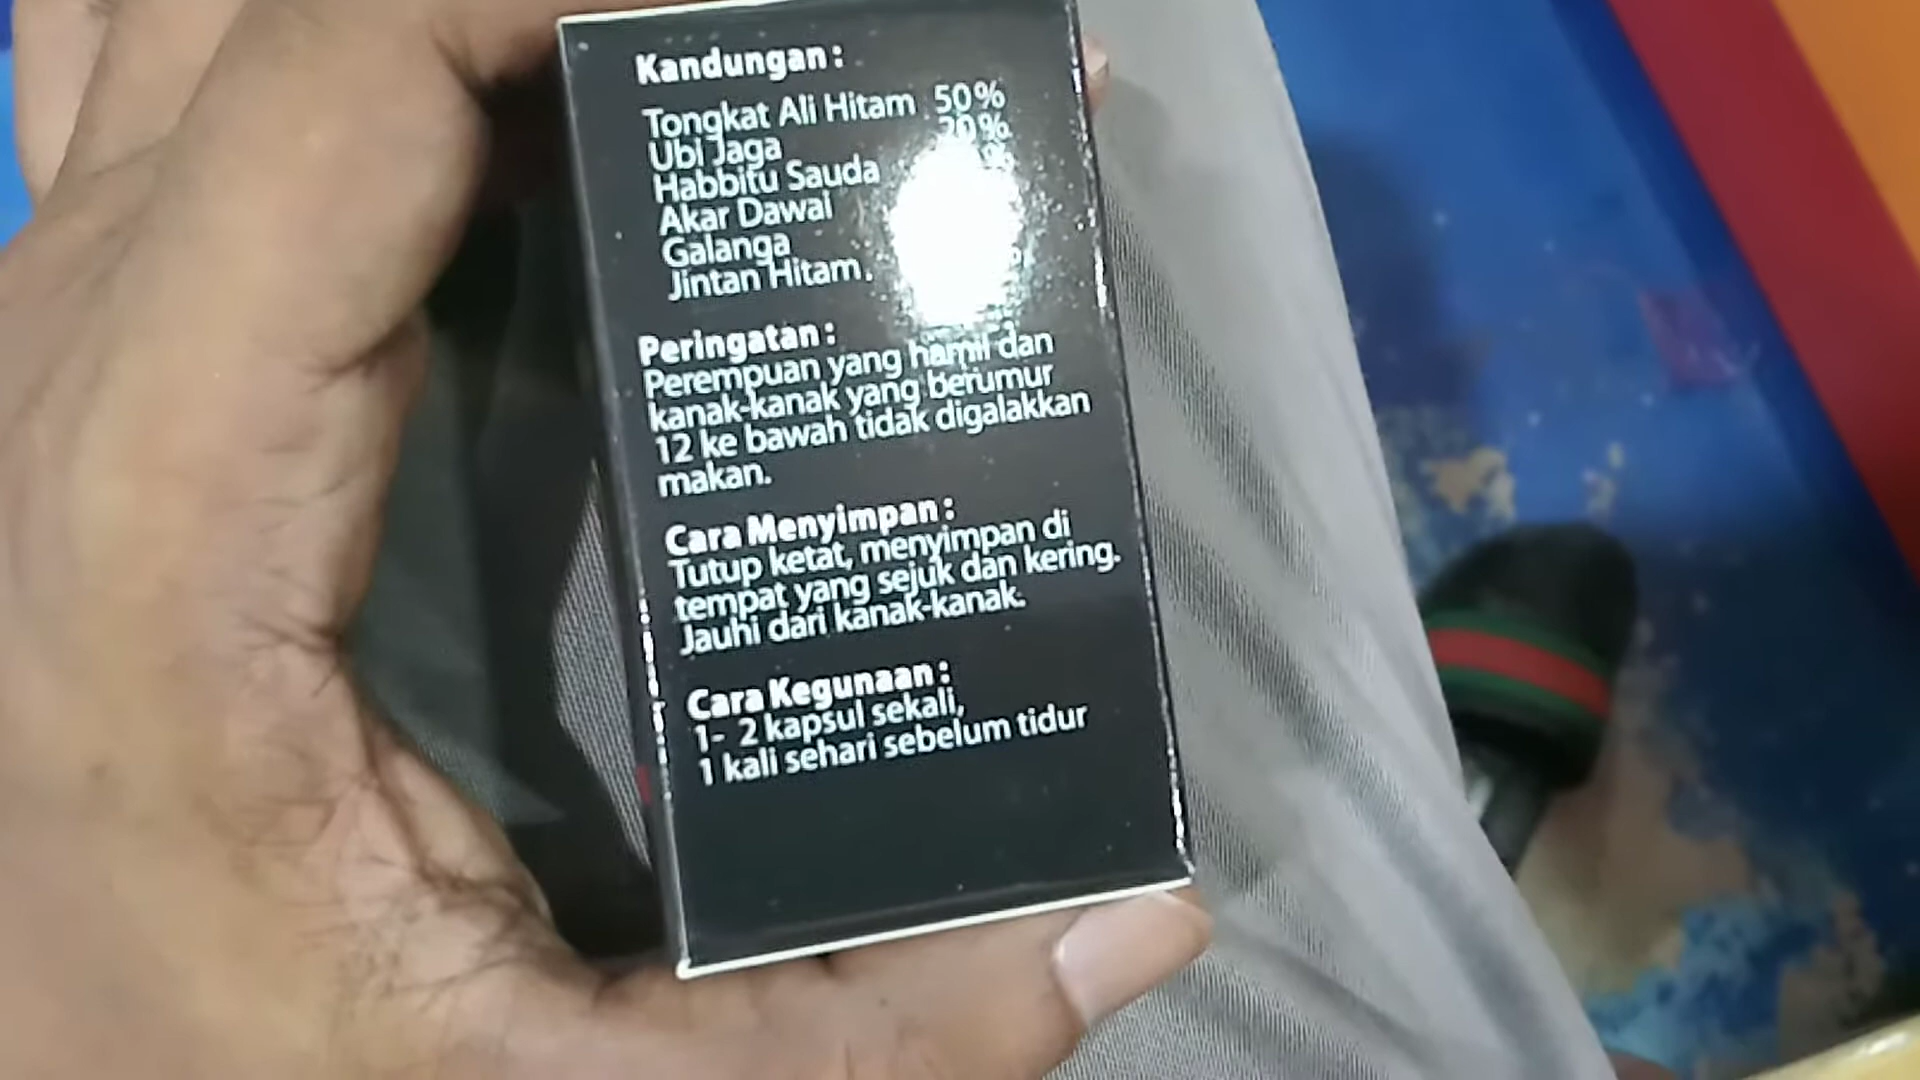 Kandungan :
Tongkat Ali Hitam 50%
Ubi Jaga 20%
Habbitu Sauda %
Akar Dawai
Galanga
Jintan Hitam
Peringatan :
Perempuan yang hamil dan
kanak-kanak yang berumur
12 ke bawah tidak digalakkan
makan.
Cara Menyimpan :
Tutup ketat, menyimpan di
tempat yang sejuk dan kering.
Jauhi dari kanak-kanak.
Cara Kegunaan :
1- 2 kapsul sekali,
1 kali sehari sebelum tidur